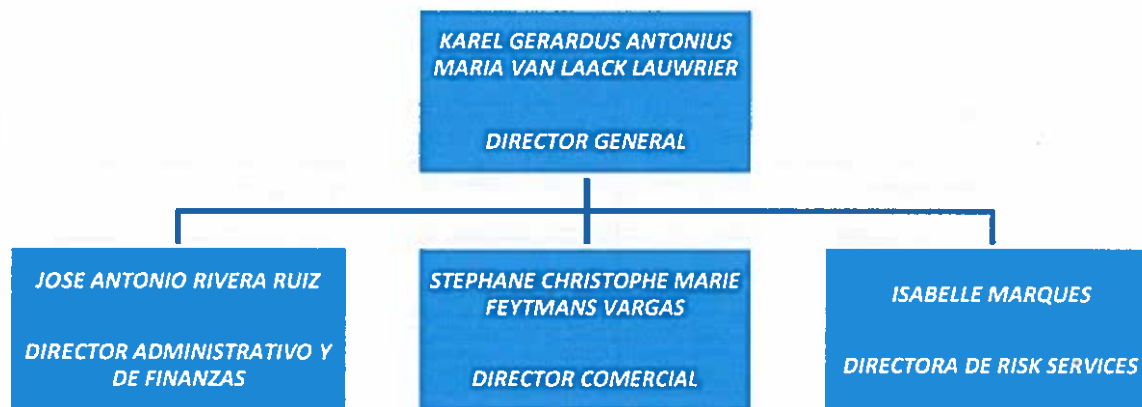 KAREL GERARDUS ANTONIUS
MARIA VAN LAACK LAUWRIER
DIRECTOR GENERAL
JOSE ANTONIO RIVERA RUIZ
DIRECTOR ADMINISTRATIVO Y
DE FINANZAS
STEPHANE CHRISTOPHE MARIE
FEYTMANS VARGAS
DIRECTOR COMERCIAL
ISABELLE MARQUES
DIRECTORA DE RISK SERVICES